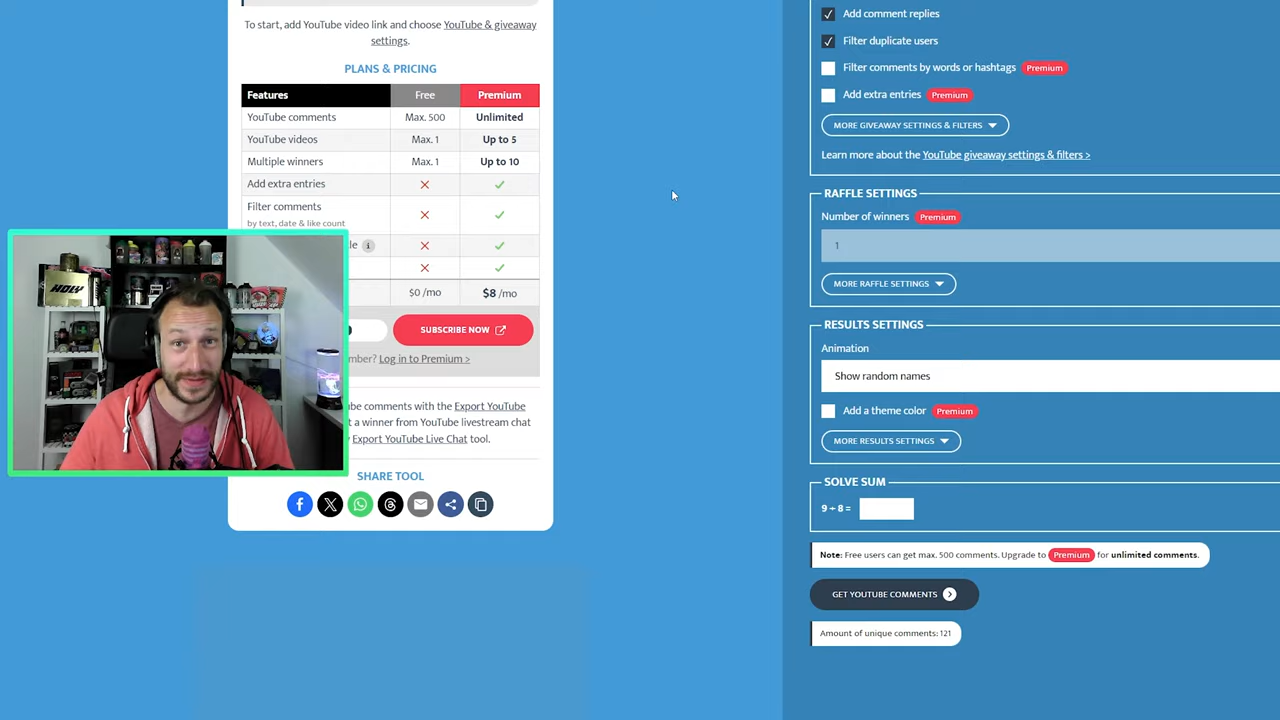 To start, add YouTube video link and choose YouTube & giveaway
settings.
PLANS & PRICING
Features Free Premium
YouTube comments Max. 500 Unlimited
YouTube videos Max. 1 Up to 5
Multiple winners Max. 1 Up to 10
Add extra entries
Filter comments
by text, date & like count
le i
$0 /mo $8 /mo
SUBSCRIBE NOW
mber? Log in to Premium >
be comments with the Export YouTube
t a winner from YouTube livestream chat
Export YouTube Live Chat tool.
SHARE TOOL
HOLY
Add comment replies
Filter duplicate users
Filter comments by words or hashtags Premium
Add extra entries Premium
MORE GIVEAWAY SETTINGS & FILTERS
Learn more about the YouTube giveaway settings & filters >
RAFFLE SETTINGS
Number of winners Premium
1
MORE RAFFLE SETTINGS
RESULTS SETTINGS
Animation
Show random names
Add a theme color Premium
MORE RESULTS SETTINGS
SOLVE SUM
9 + 8 =
Note: Free users can get max. 500 comments. Upgrade to Premium for unlimited comments.
GET YOUTUBE COMMENTS
Amount of unique comments: 121